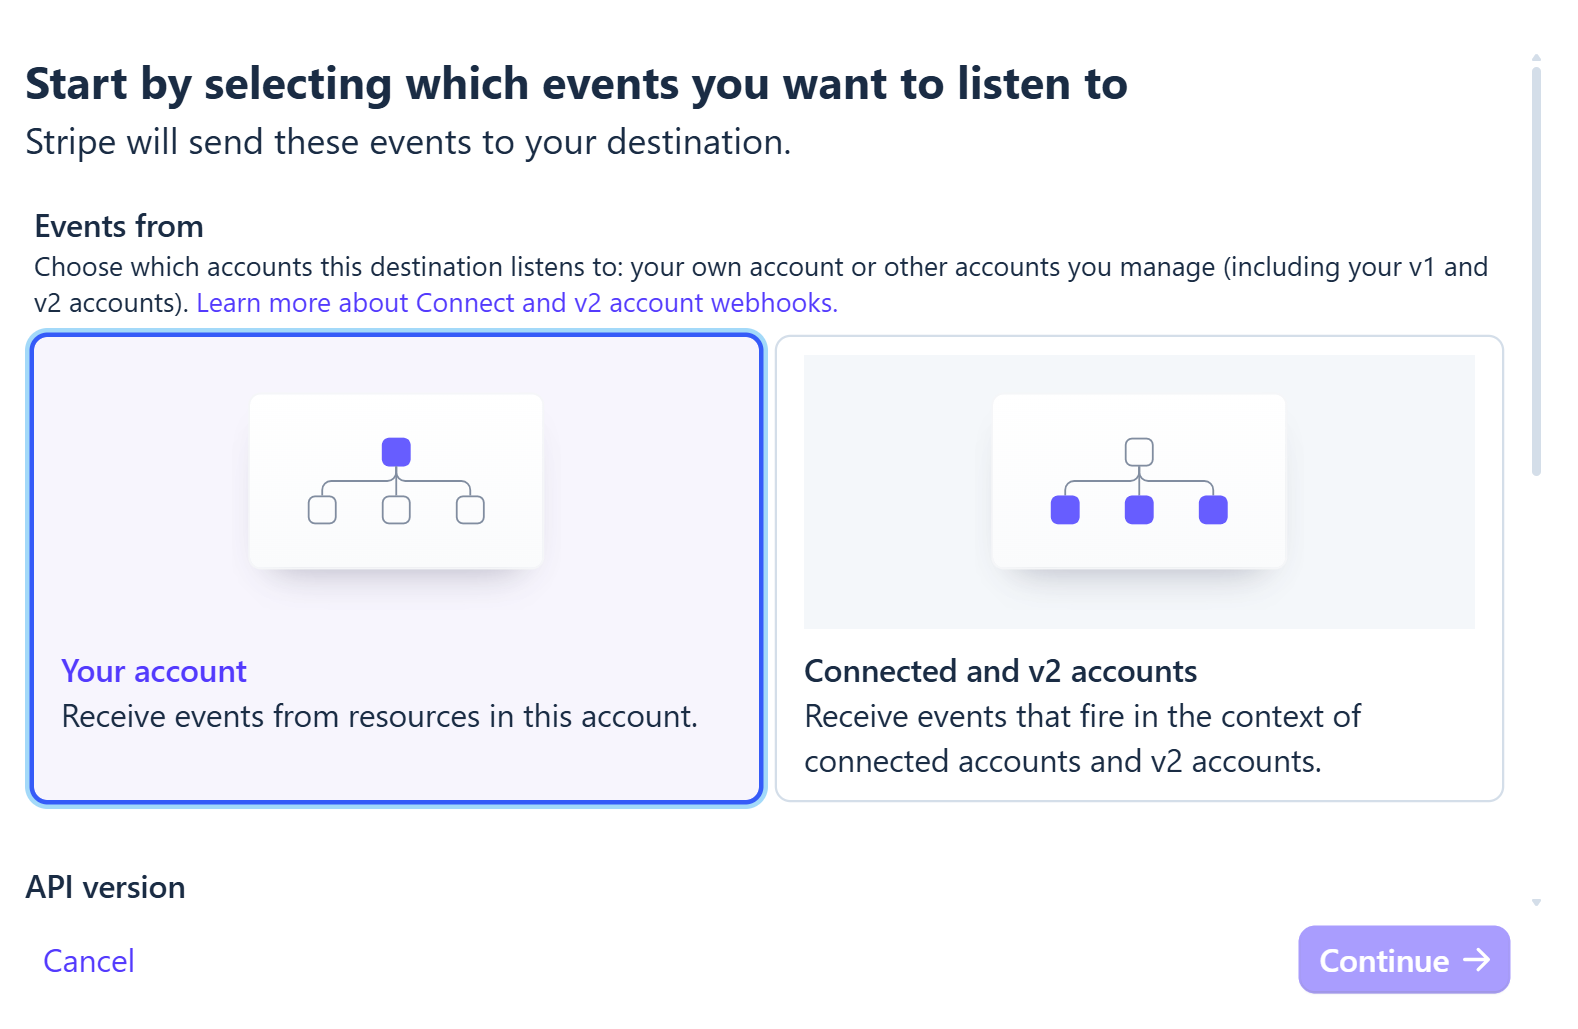 Start by selecting which events you want to listen to
Stripe will send these events to your destination.
Events from
Choose which accounts this destination listens to: your own account or other accounts you manage (including your v1 and
v2 accounts). Learn more about Connect and v2 account webhooks.
Your account
Receive events from resources in this account.
Connected and v2 accounts
Receive events that fire in the context of
connected accounts and v2 accounts.
API version
Cancel
Continue →